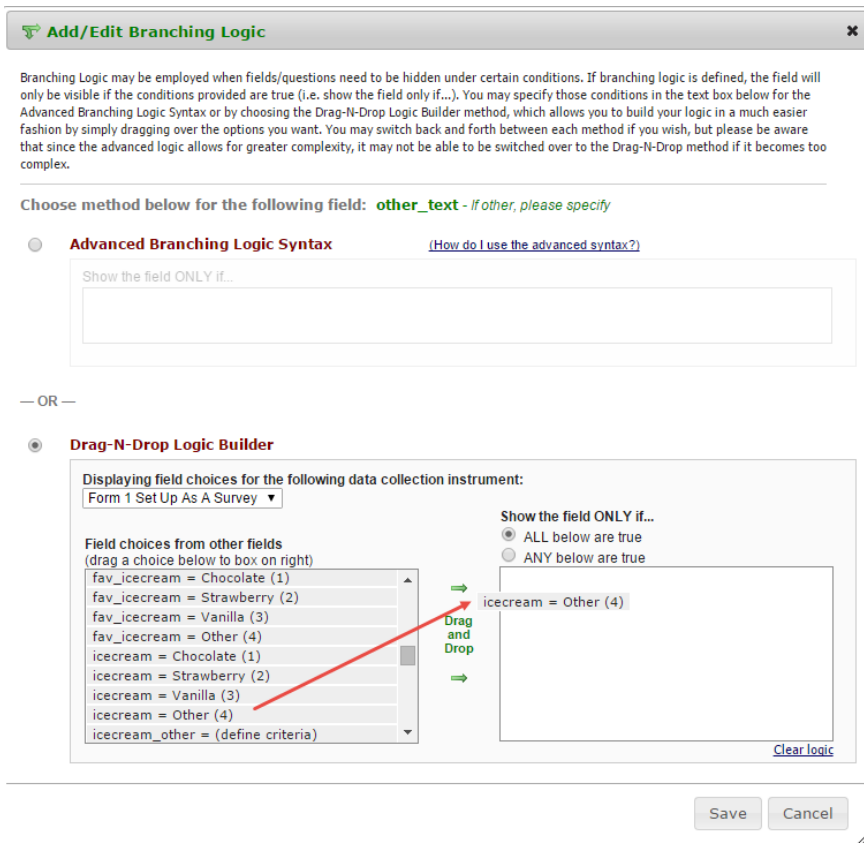 Add/Edit Branching Logic
Branching Logic may be employed when fields/questions need to be hidden under certain conditions. If branching logic is defined, the field will
only be visible if the conditions provided are true (i.e. show the field only if...). You may specify those conditions in the text box below for the
Advanced Branching Logic Syntax or by choosing the Drag-N-Drop Logic Builder method, which allows you to build your logic in a much easier
fashion by simply dragging over the options you want. You may switch back and forth between each method if you wish, but please be aware
that since the advanced logic allows for greater complexity, it may not be able to be switched over to the Drag-N-Drop method if it becomes too
complex.
Choose method below for the following field: other_text - If other, please specify
Advanced Branching Logic Syntax (How do I use the advanced syntax?)
Show the field ONLY if...
— OR —
Drag-N-Drop Logic Builder
Displaying field choices for the following data collection instrument:
Form 1 Set Up As A Survey
Field choices from other fields
(drag a choice below to box on right)
fav_icecream = Chocolate (1)
fav_icecream = Strawberry (2)
fav_icecream = Vanilla (3)
fav_icecream = Other (4)
icecream = Chocolate (1)
icecream = Strawberry (2)
icecream = Vanilla (3)
icecream = Other (4)
icecream_other = (define criteria)
Drag
and
Drop
Show the field ONLY if...
ALL below are true
ANY below are true
icecream = Other (4)
Clear logic
Save Cancel